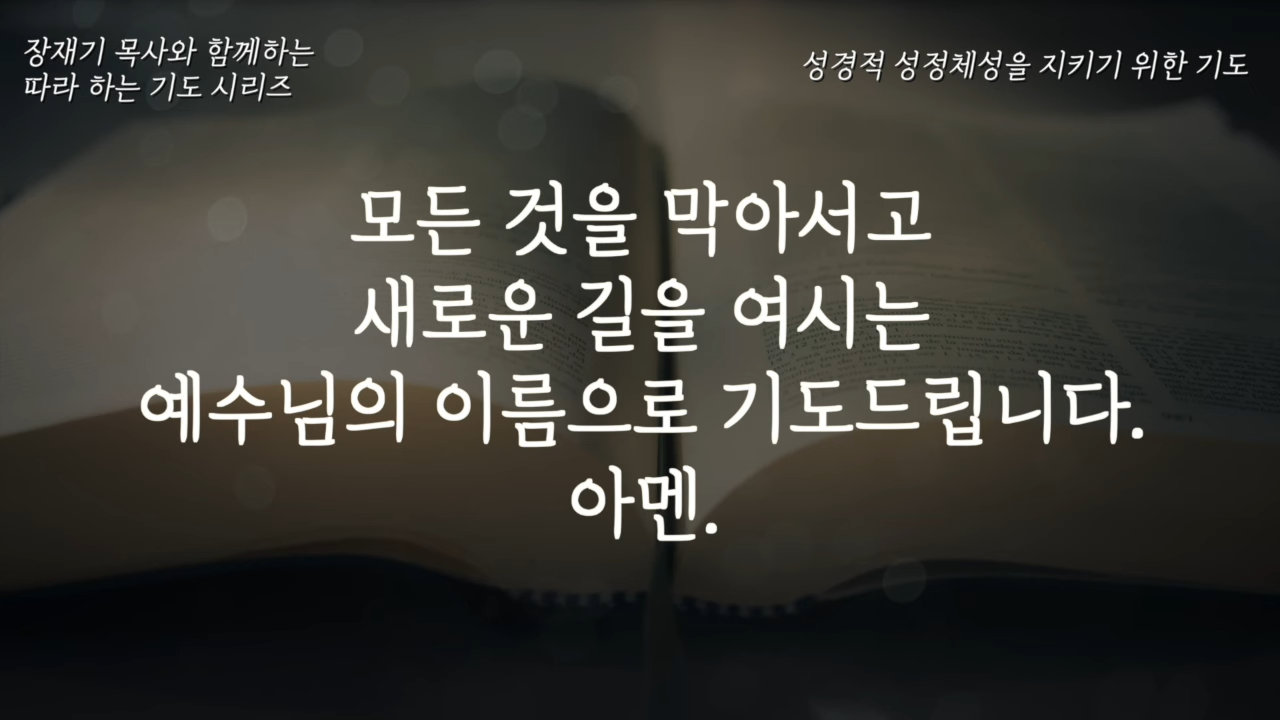 장재기 목사와 함께하는
따라 하는 기도 시리즈
성경적 성정체성을 지키기 위한 기도
모든 것을 막아서고
새로운 길을 여시는
예수님의 이름으로 기도드립니다.
아멘.